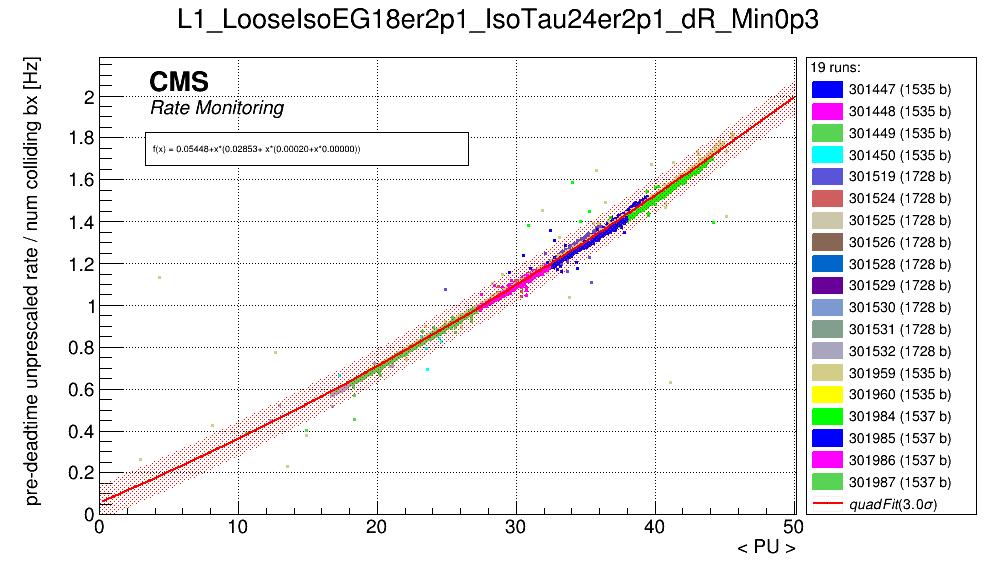 L1_LooseIsoEG18er2p1_IsoTau24er2p1_dR_Min0p3
pre-deadtime unprescaled rate / num colliding bx [Hz]
CMS
Rate Monitoring
f(x) = 0.05448+x*(0.02853+ x*(0.00020+x*0.00000))
2
1.8
1.6
1.4
1.2
1
0.8
0.6
0.4
0.2
0
0 10 20 30 40 50
< PU >
19 runs:
301447 (1535 b)
301448 (1535 b)
301449 (1535 b)
301450 (1535 b)
301519 (1728 b)
301524 (1728 b)
301525 (1728 b)
301526 (1728 b)
301528 (1728 b)
301529 (1728 b)
301530 (1728 b)
301531 (1728 b)
301532 (1728 b)
301959 (1535 b)
301960 (1535 b)
301984 (1537 b)
301985 (1537 b)
301986 (1537 b)
301987 (1537 b)
quadFit(3.0σ)